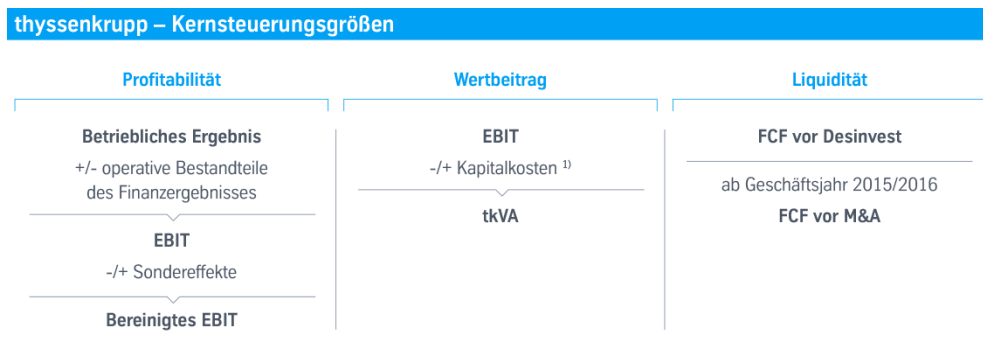 thyssenkrupp – Kernsteuerungsgrößen
Profitabilität
Betriebliches Ergebnis
+/- operative Bestandteile
des Finanzergebnisses
EBIT
-/+ Sondereffekte
Bereinigtes EBIT
Wertbeitrag
EBIT
-/+ Kapitalkosten 1)
tkVA
Liquidität
FCF vor Desinvest
ab Geschäftsjahr 2015/2016
FCF vor M&A